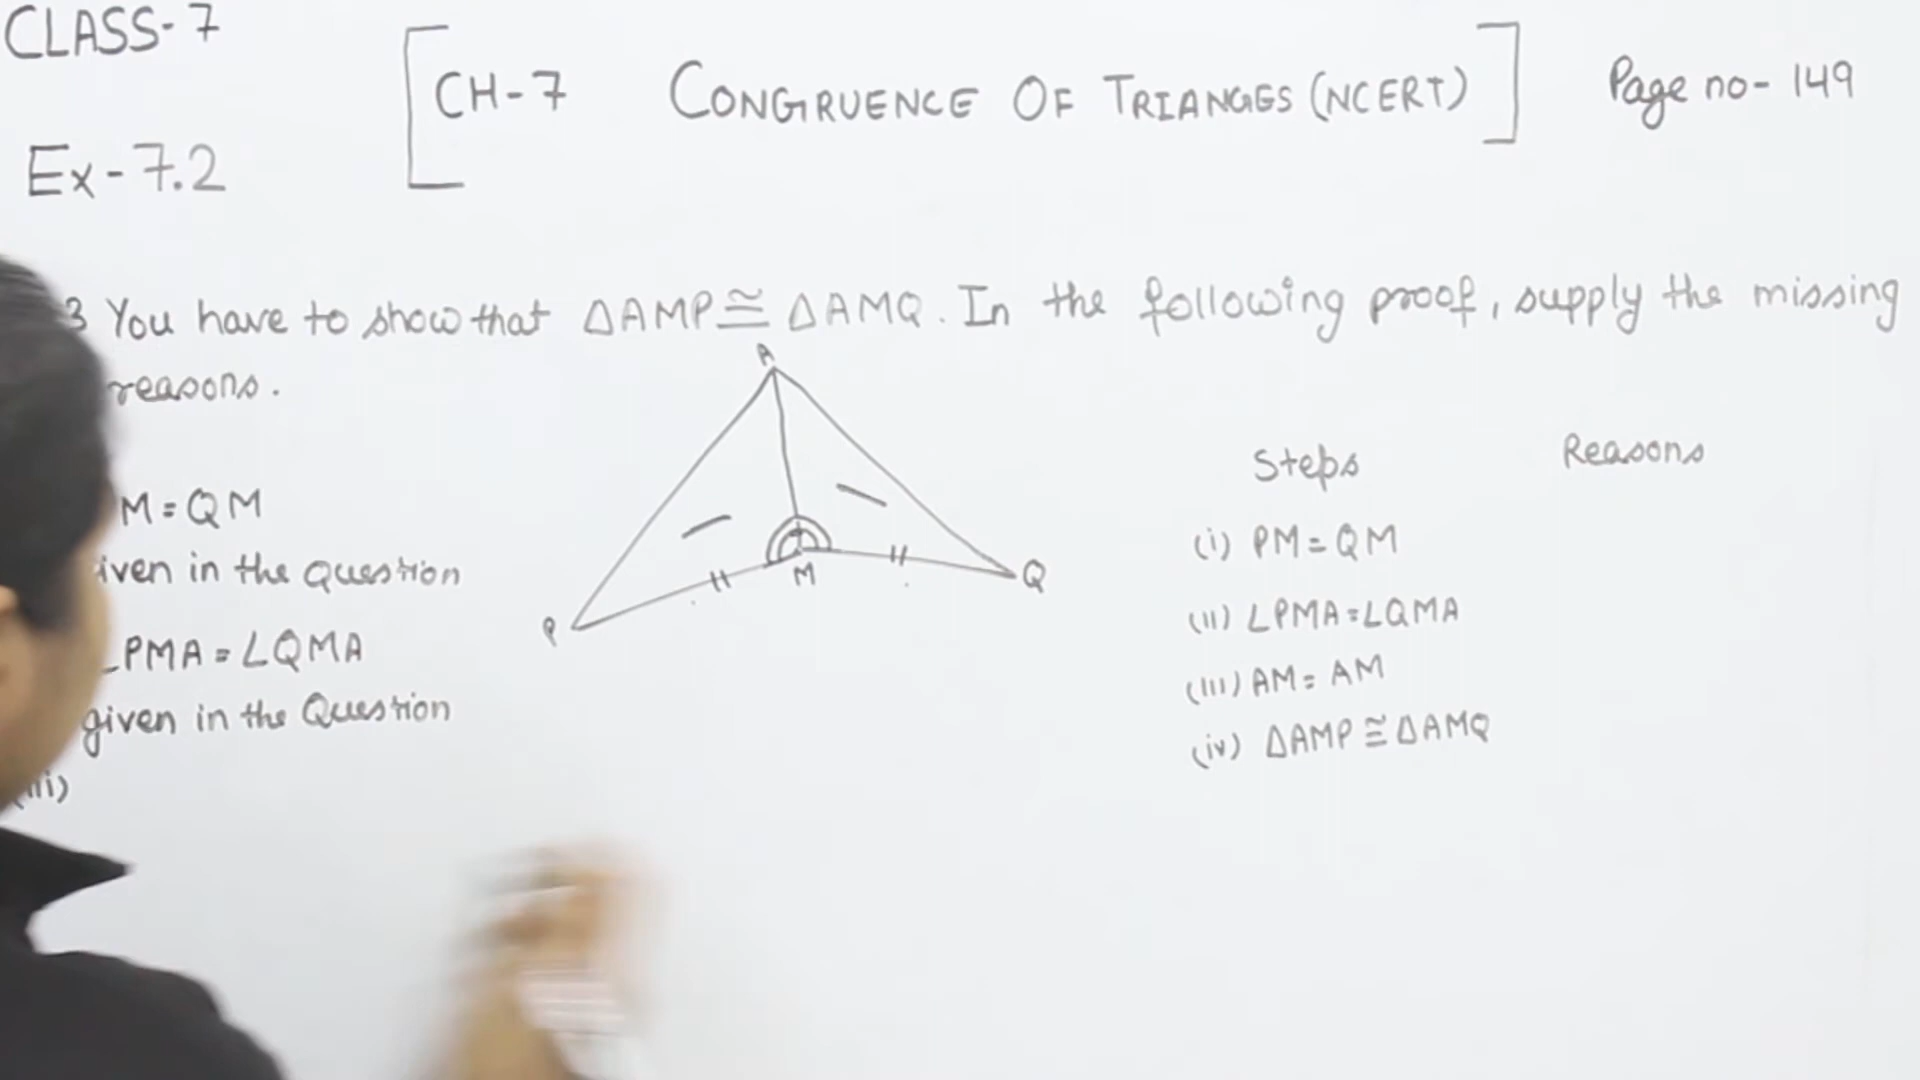 CLASS-7
CH-7 CONGRUENCE OF TRIANGES (NCERT)
Page no- 149
Ex-7.2
3 You have to show that ΔAMP ≅ ΔAMQ. In the following proof, supply the missing
reasons.
A
P
M
Q
M = QM
iven in the Question
∠PMA = ∠QMA
given in the Question
(iii)
Steps Reasons
(i) PM = QM
(ii) ∠PMA = ∠QMA
(iii) AM = AM
(iv) ΔAMP ≅ ΔAMQ